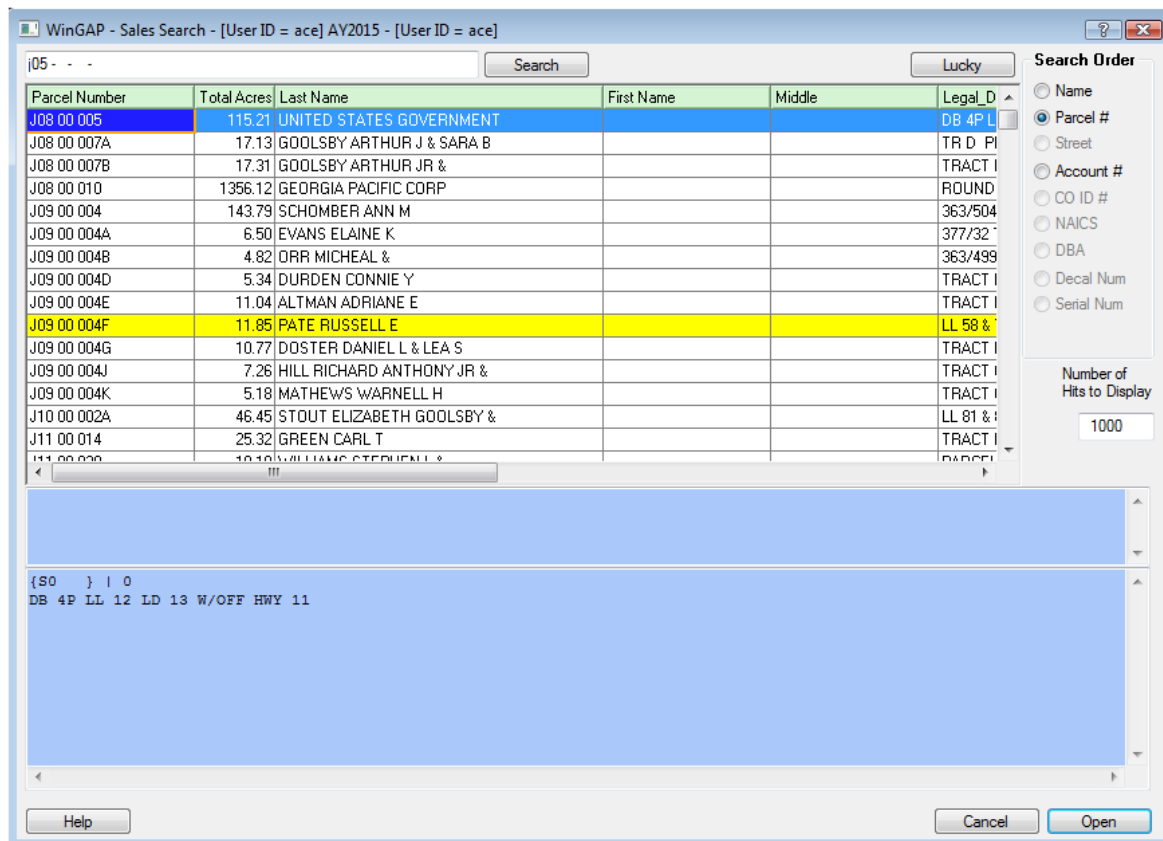 WinGAP - Sales Search - [User ID = ace] AY2015 - [User ID = ace]
j05 - - - Search Lucky Search Order
Parcel Number Total Acres Last Name First Name Middle Legal_D Name
J08 00 005 115.21 UNITED STATES GOVERNMENT DB 4P L Parcel #
J08 00 007A 17.13 GOOLSBY ARTHUR J & SARA B TR D Street
J08 00 007B 17.31 GOOLSBY ARTHUR JR & TRACT Account #
J08 00 010 1356.12 GEORGIA PACIFIC CORP ROUND CO ID #
J09 00 004 143.79 SCHOMBER ANN M 363/504 NAICS
J09 00 004A 6.50 EVANS ELAINE K 377/32
J09 00 004B 4.82 ORR MICHEAL & 363/499 DBA
J09 00 004D 5.34 DURDEN CONNIE Y TRACT Decal Num
J09 00 004E 11.04 ALTMAN ADRIANE E TRACT Serial Num
J09 00 004F 11.85 PATE RUSSELL E LL 58 &
J09 00 004G 10.77 DOSTER DANIEL L & LEA S TRACT
J09 00 004J 7.26 HILL RICHARD ANTHONY JR & TRACT Number of
J09 00 004K 5.18 MATHEWS WARNELL H TRACT Hits to Display
J10 00 002A 46.45 STOUT ELIZABETH GOOLSBY & LL 81 & 1000
J11 00 014 25.32 GREEN CARL T TRACT
{S0 } | 0
DB 4P LL 12 LD 13 W/OFF HWY 11
Help Cancel Open